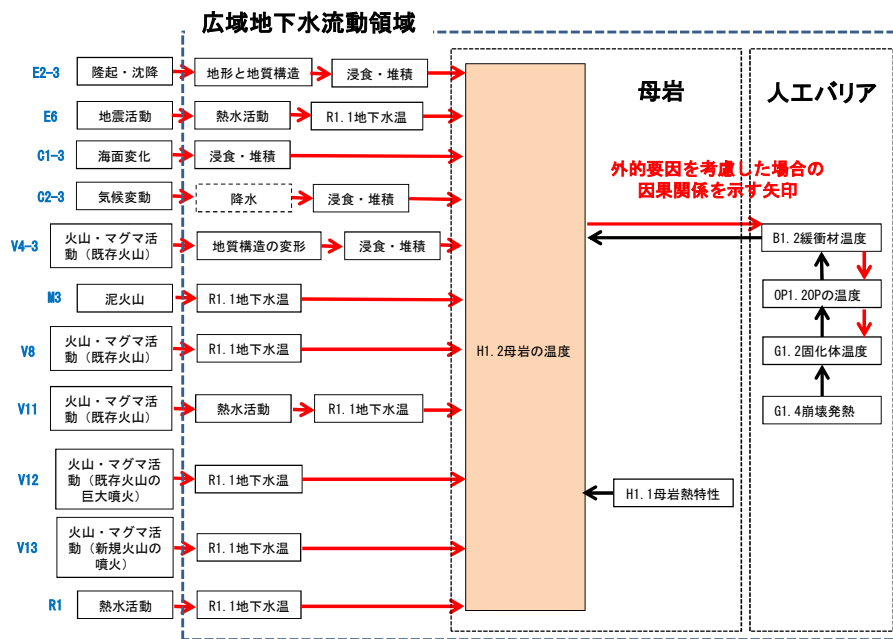 広域地下水流動領域
母岩
人工バリア
E2-3
隆起・沈降
地形と地質構造
浸食・堆積
E6
地震活動
熱水活動
R1.1地下水温
C1-3
海面変化
浸食・堆積
外的要因を考慮した場合の
因果関係を示す矢印
C2-3
気候変動
降水
浸食・堆積
V4-3
火山・マグマ活
動（既存火山）
地質構造の変形
浸食・堆積
B1.2緩衝材温度
M3
泥火山
R1.1地下水温
OP1.2OPの温度
V8
火山・マグマ活
動（既存火山）
R1.1地下水温
H1.2母岩の温度
G1.2固化体温度
V11
火山・マグマ活
動（既存火山）
熱水活動
R1.1地下水温
G1.4崩壊発熱
V12
火山・マグマ活
動（既存火山の
巨大噴火）
R1.1地下水温
H1.1母岩熱特性
V13
火山・マグマ活
動（新規火山の
噴火）
R1.1地下水温
R1
熱水活動
R1.1地下水温